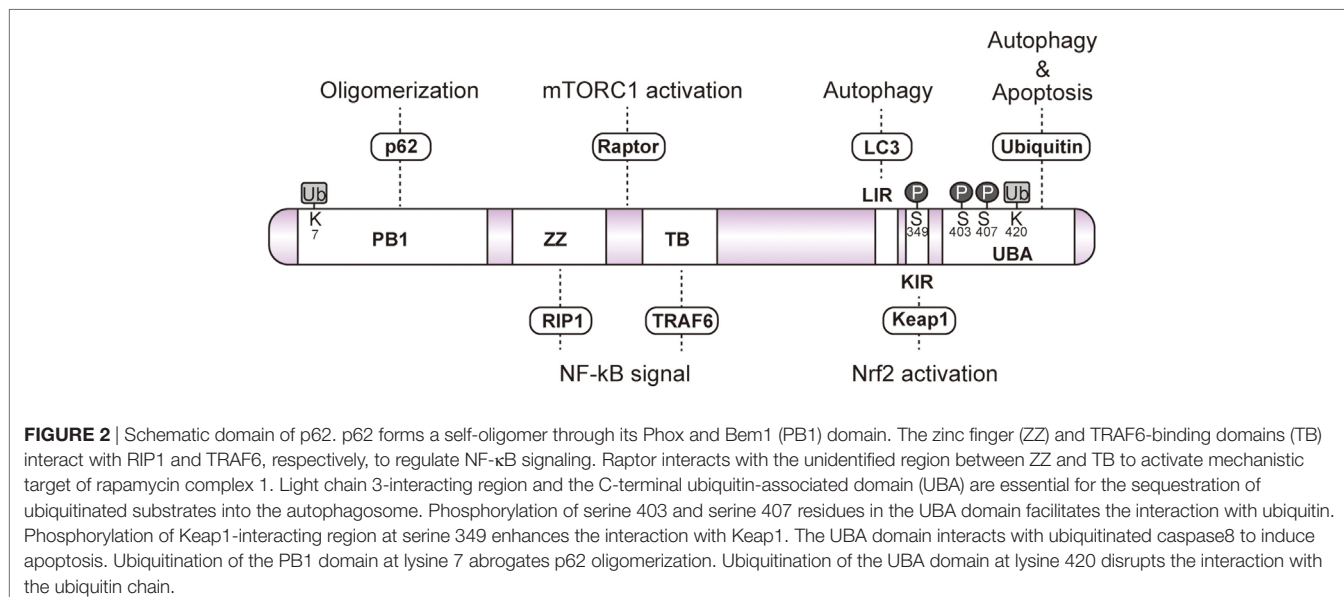 Autophagy
&
Apoptosis
Oligomerization mTORC1 activation Autophagy
p62 Raptor LC3 Ubiquitin
LIR
Ub P P P Ub
K S S S K
7 349 403 407 420
PB1 ZZ TB UBA
KIR
RIP1 TRAF6 Keap1
NF-kB signal Nrf2 activation
FIGURE 2 | Schematic domain of p62. p62 forms a self-oligomer through its Phox and Bem1 (PB1) domain. The zinc finger (ZZ) and TRAF6-binding domains (TB)
interact with RIP1 and TRAF6, respectively, to regulate NF-κB signaling. Raptor interacts with the unidentified region between ZZ and TB to activate mechanistic
target of rapamycin complex 1. Light chain 3-interacting region and the C-terminal ubiquitin-associated domain (UBA) are essential for the sequestration of
ubiquitinated substrates into the autophagosome. Phosphorylation of serine 403 and serine 407 residues in the UBA domain facilitates the interaction with ubiquitin.
Phosphorylation of Keap1-interacting region at serine 349 enhances the interaction with Keap1. The UBA domain interacts with ubiquitinated caspase8 to induce
apoptosis. Ubiquitination of the PB1 domain at lysine 7 abrogates p62 oligomerization. Ubiquitination of the UBA domain at lysine 420 disrupts the interaction with
the ubiquitin chain.